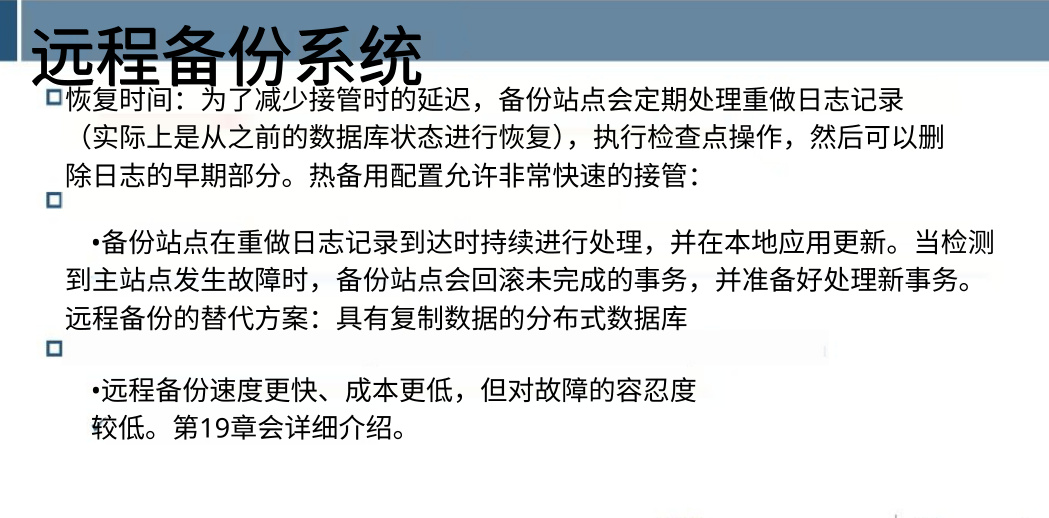 远程备份系统
恢复时间：为了减少接管时的延迟，备份站点会定期处理重做日志记录
（实际上是从之前的数据库状态进行恢复），执行检查点操作，然后可以删
除日志的早期部分。热备用配置允许非常快速的接管：
•备份站点在重做日志记录到达时持续进行处理，并在本地应用更新。当检测
到主站点发生故障时，备份站点会回滚未完成的事务，并准备好处理新事务。
远程备份的替代方案：具有复制数据的分布式数据库
•远程备份速度更快、成本更低，但对故障的容忍度
较低。第19章会详细介绍。